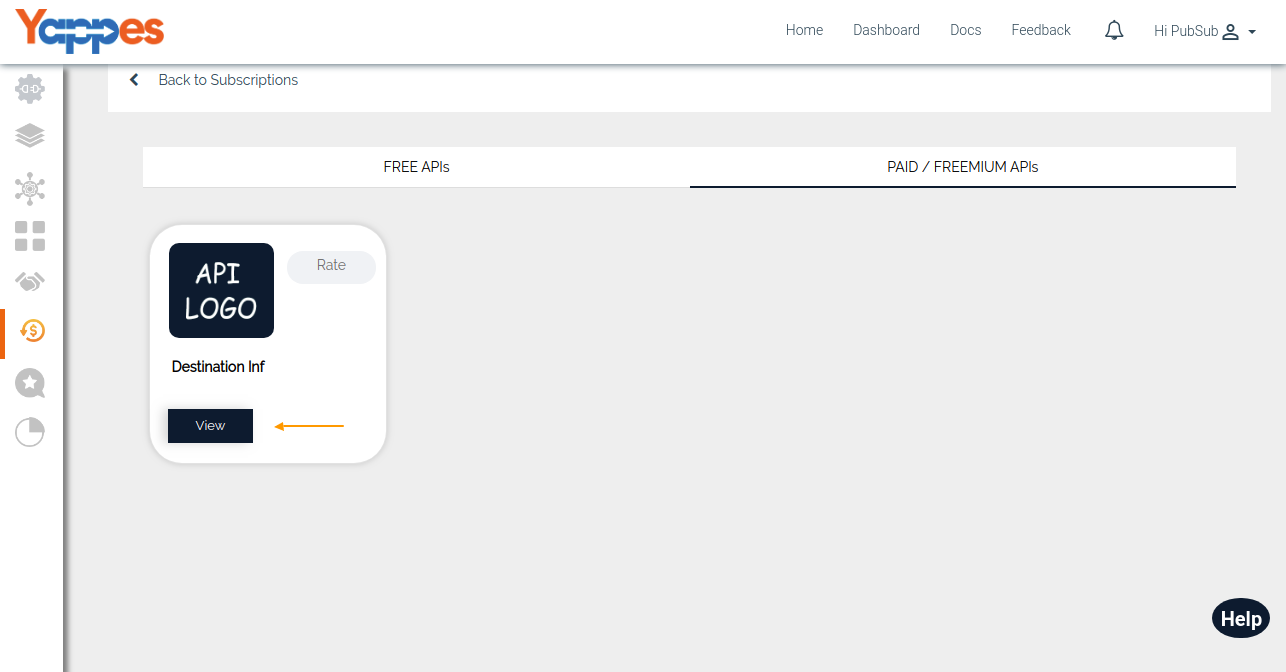 Yappes
Home Dashboard Docs Feedback Hi PubSub
Back to Subscriptions
FREE APIs PAID / FREEMIUM APIs
API
LOGO
Rate
Destination Inf
View
Help